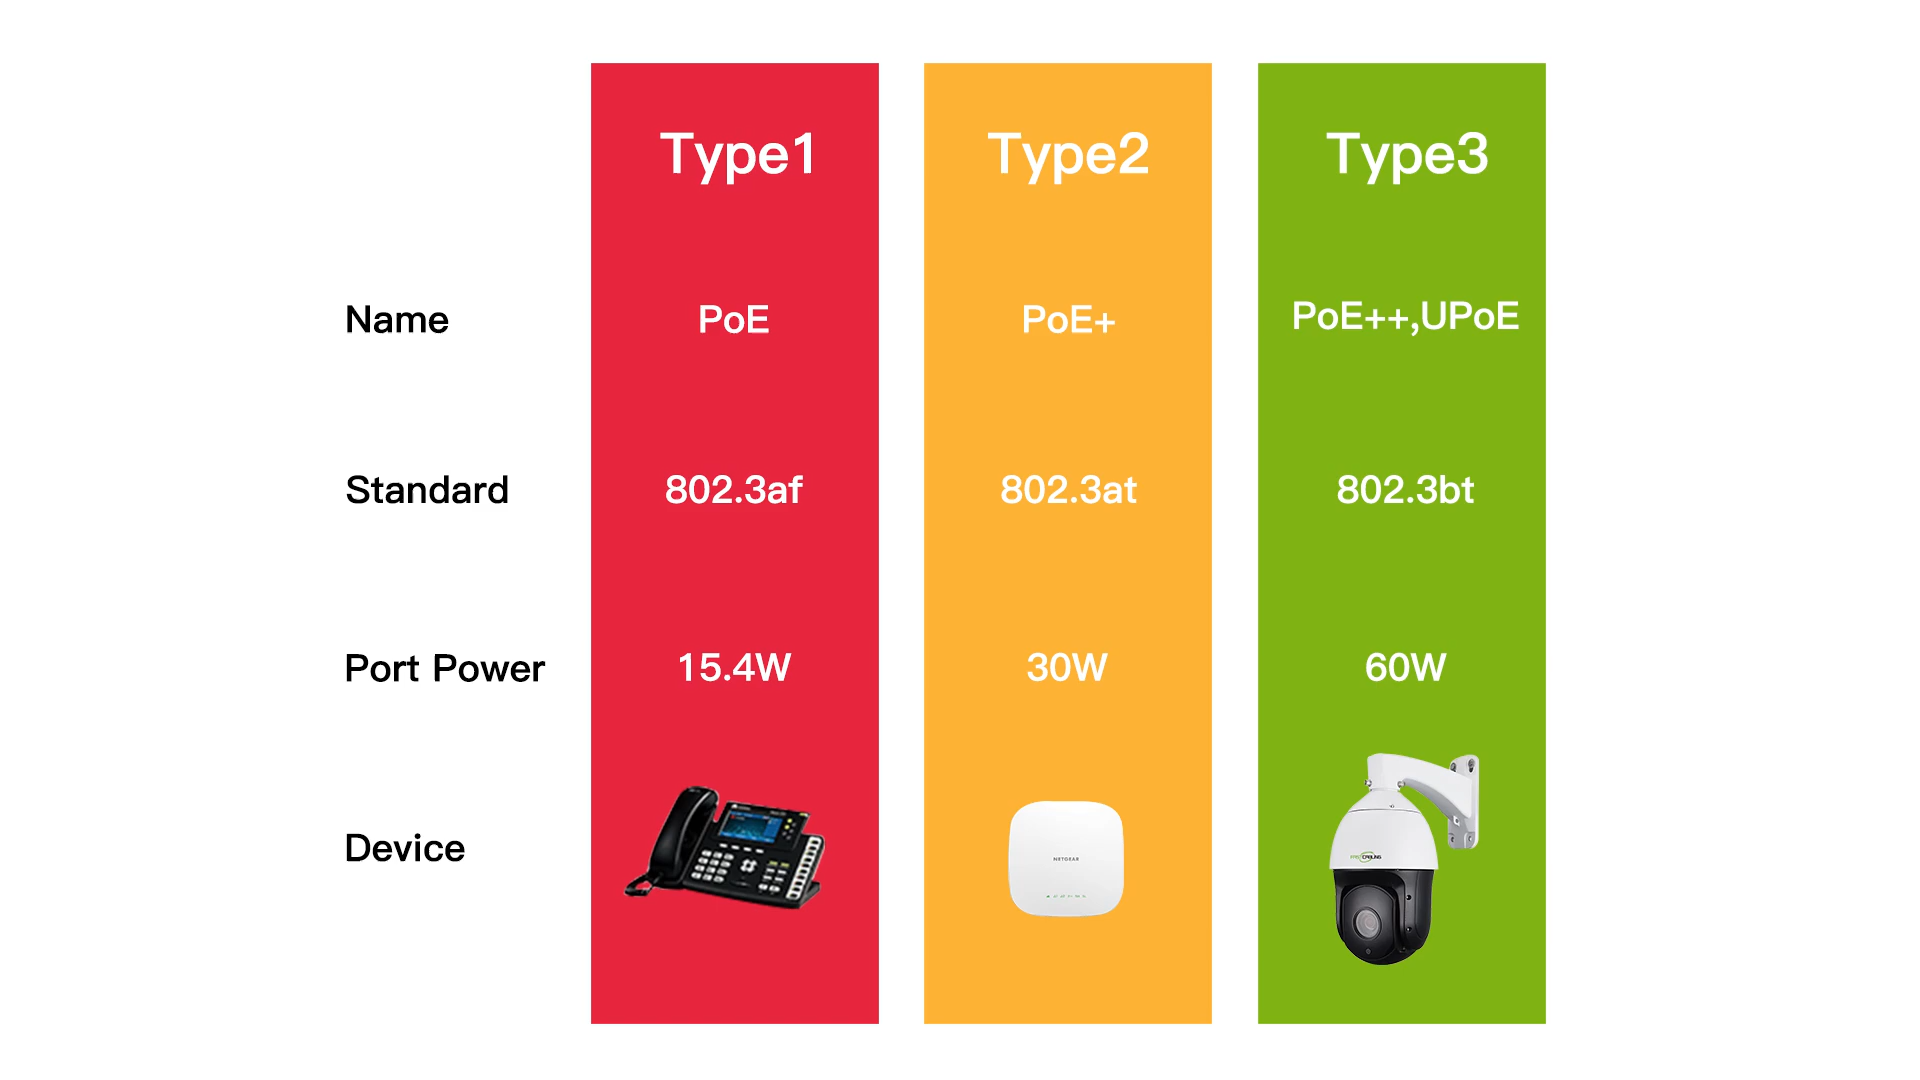 Type1 Type2 Type3
Name PoE PoE+ PoE++,UPoE
Standard 802.3af 802.3at 802.3bt
Port Power 15.4W 30W 60W
Device
NETGEAR